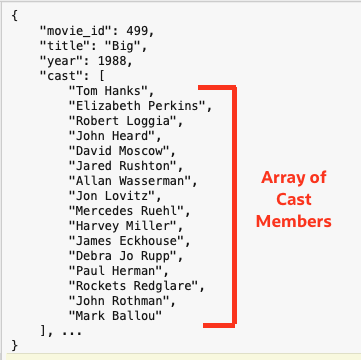 {
"movie_id": 499,
"title": "Big",
"year": 1988,
"cast": [
"Tom Hanks",
"Elizabeth Perkins",
"Robert Loggia",
"John Heard",
"David Moscow",
"Jared Rushton",
"Allan Wasserman",
"Jon Lovitz",
"Mercedes Ruehl",
"Harvey Miller",
"James Eckhouse",
"Debra Jo Rupp",
"Paul Herman",
"Rockets Redglare",
"John Rothman",
"Mark Ballou"
], ...
}
Array of
Cast
Members